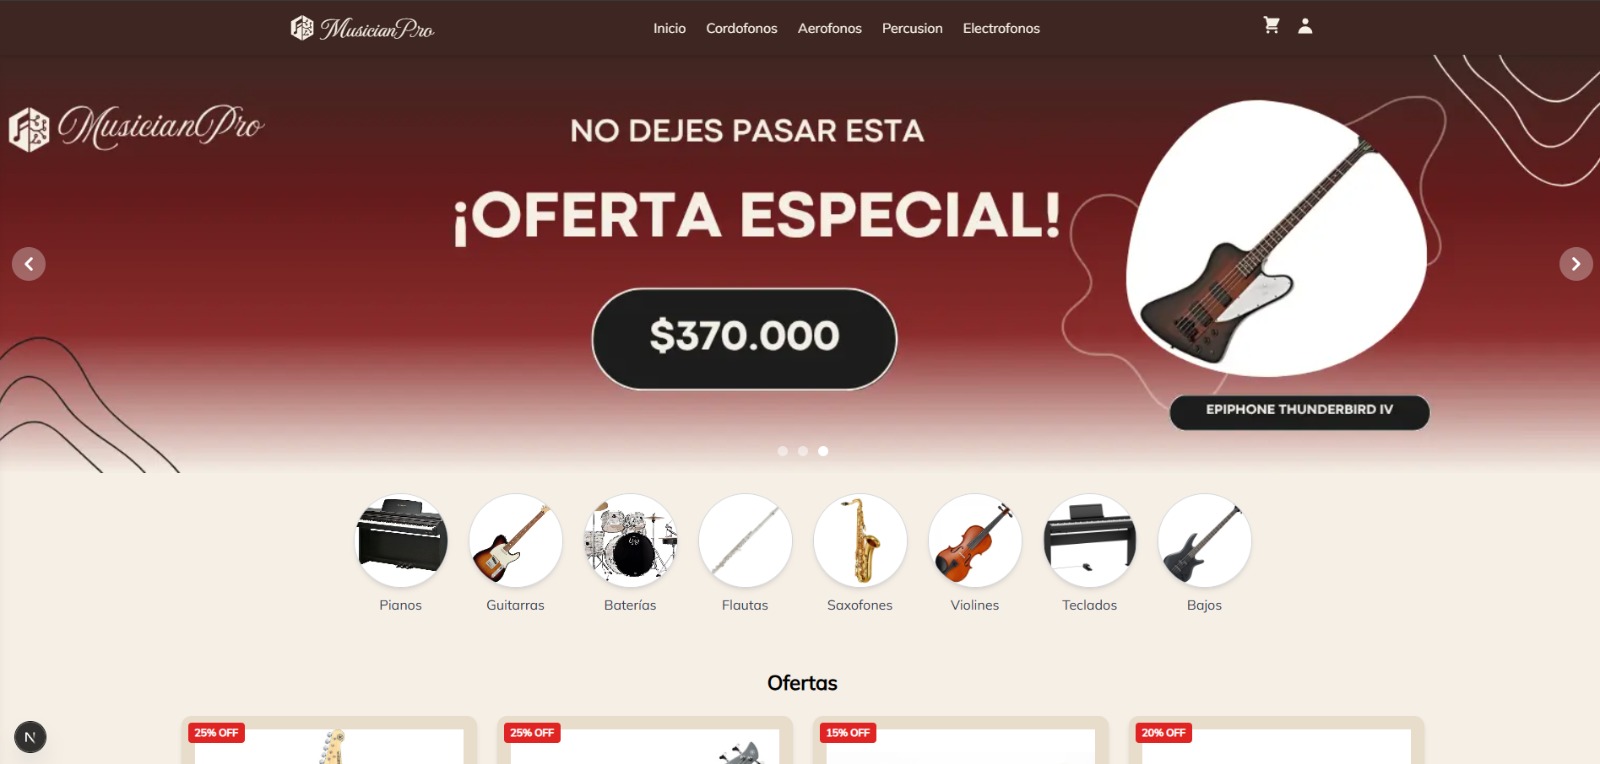 MusicianPro
Inicio Cordofonos Aerofonos Percusion Electrofonos
MusicianPro
NO DEJES PASAR ESTA
¡OFERTA ESPECIAL!
$370.000
EPIPHONE THUNDERBIRD IV
Pianos Guitarras Baterías Flautas Saxofones Violines Teclados Bajos
Ofertas
25% OFF 25% OFF 15% OFF 20% OFF
N